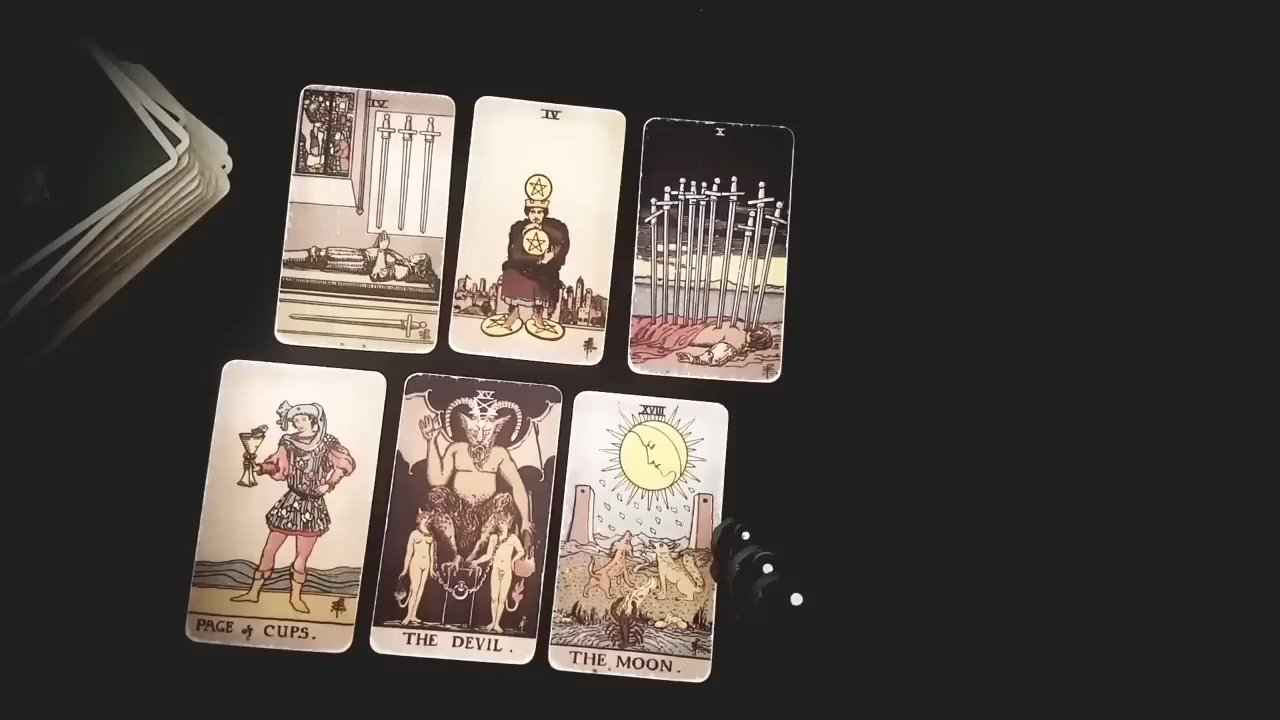 IV
IV
X
PAGE of CUPS.
XV
THE DEVIL.
XVIII
THE MOON.